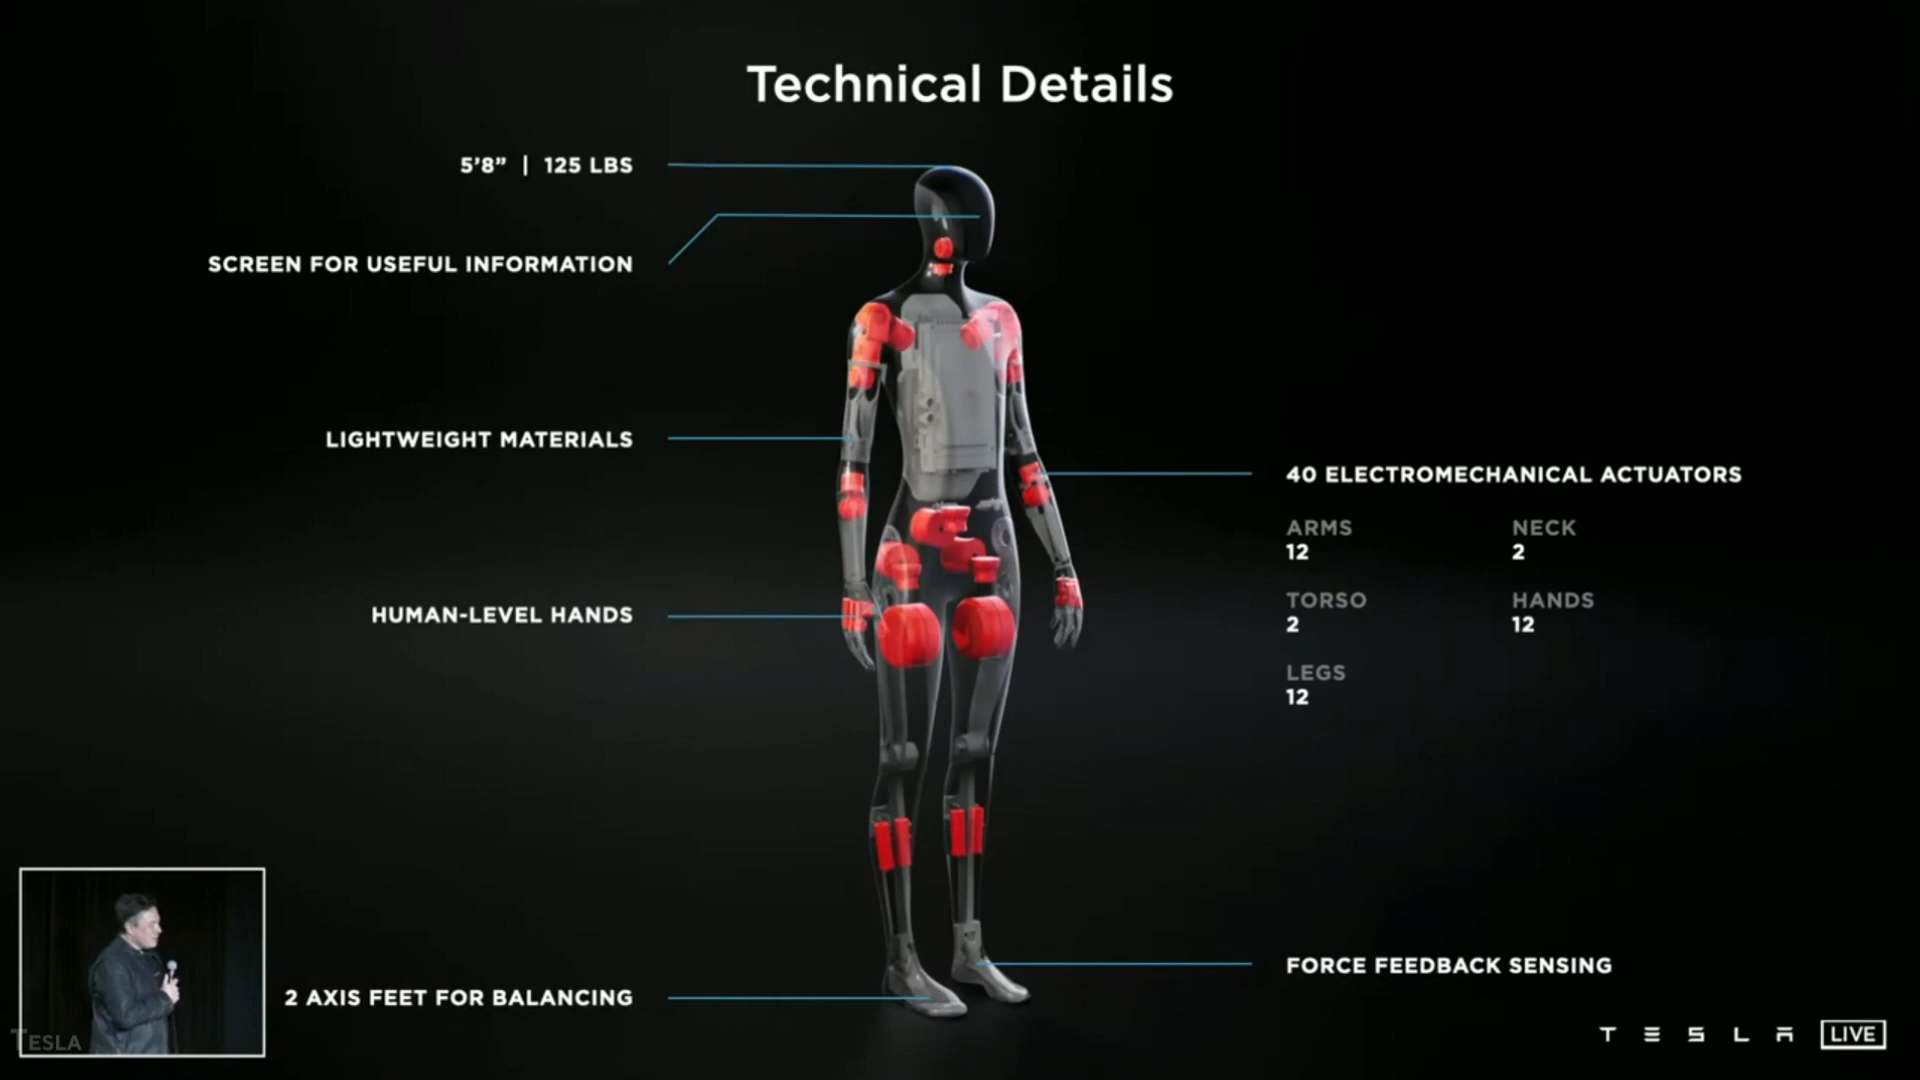 Technical Details
5’8” | 125 LBS
SCREEN FOR USEFUL INFORMATION
LIGHTWEIGHT MATERIALS
HUMAN-LEVEL HANDS
2 AXIS FEET FOR BALANCING
40 ELECTROMECHANICAL ACTUATORS
ARMS NECK
12 2
TORSO HANDS
2 12
LEGS
12
FORCE FEEDBACK SENSING
TESLA LIVE
TESLA